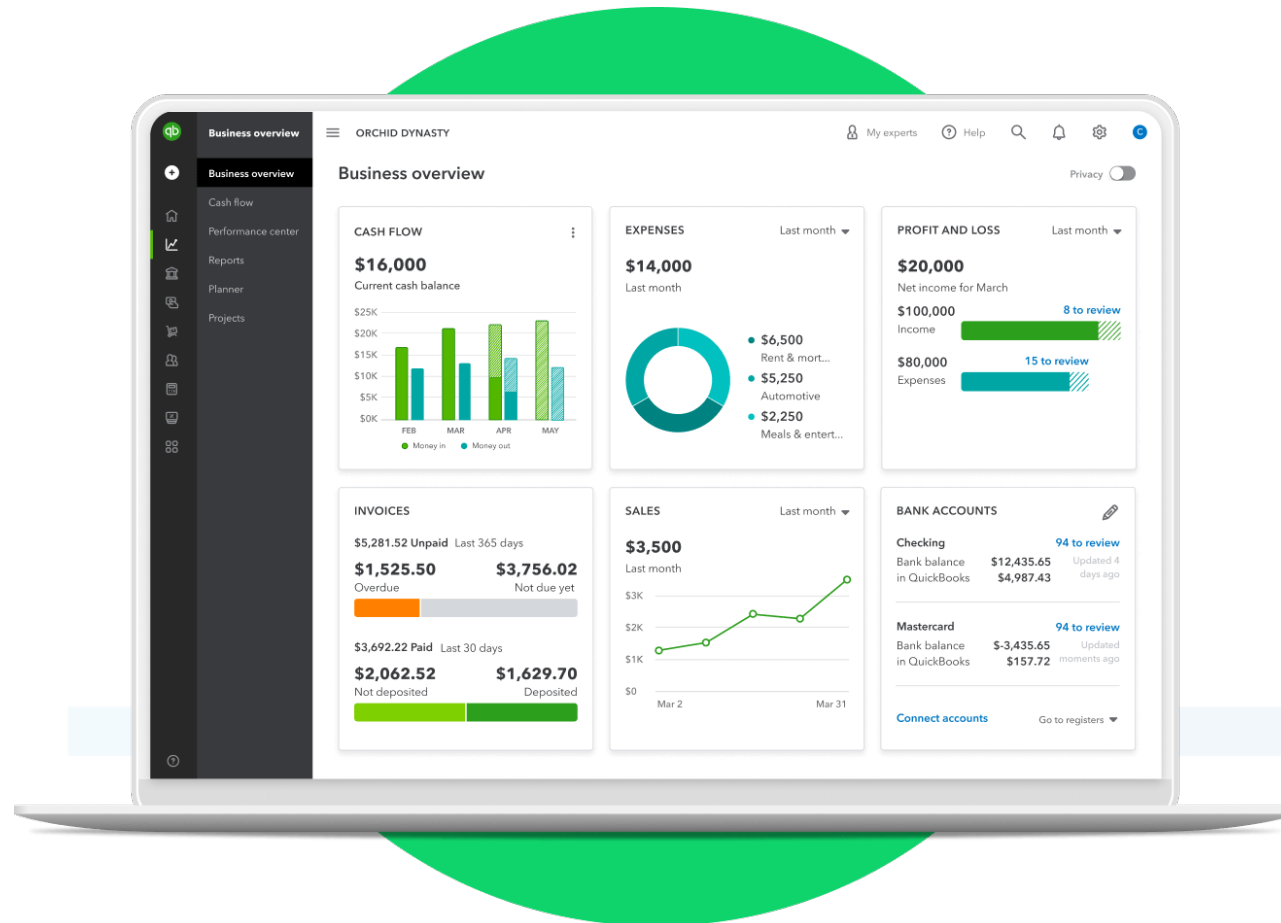 qb
Business overview
ORCHID DYNASTY
My experts
Help
C
Business overview
Cash flow
Performance center
Reports
Planner
Projects
Business overview
Privacy
CASH FLOW
$16,000
Current cash balance
$25K
$20K
$15K
$10K
$5K
$0K
FEB MAR APR MAY
Money in Money out
EXPENSES Last month
$14,000
Last month
$6,500
Rent & mort...
$5,250
Automotive
$2,250
Meals & entert...
PROFIT AND LOSS Last month
$20,000
Net income for March
$100,000 8 to review
Income
$80,000 15 to review
Expenses
INVOICES
$5,281.52 Unpaid Last 365 days
$1,525.50 $3,756.02
Overdue Not due yet
$3,692.22 Paid Last 30 days
$2,062.52 $1,629.70
Not deposited Deposited
SALES Last month
$3,500
Last month
$3K
$2K
$1K
$0
Mar 2 Mar 31
BANK ACCOUNTS
Checking 94 to review
Bank balance $12,435.65 Updated 4
in QuickBooks $4,987.43 days ago
Mastercard 94 to review
Bank balance $-3,435.65 Updated
in QuickBooks $157.72 moments ago
Connect accounts Go to registers